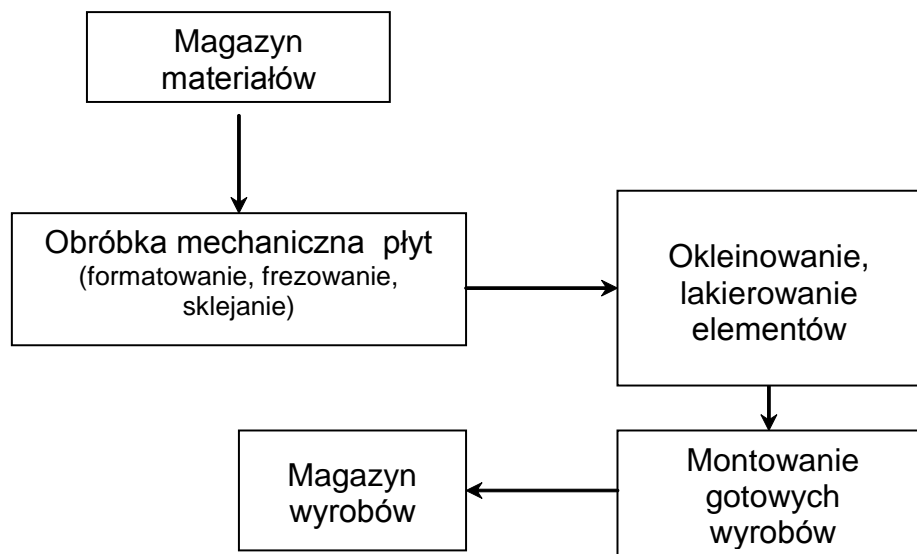 Magazyn
materiałów
Obróbka mechaniczna płyt
(formatowanie, frezowanie,
sklejanie)
Okleinowanie,
lakierowanie
elementów
Montowanie
gotowych
wyrobów
Magazyn
wyrobów